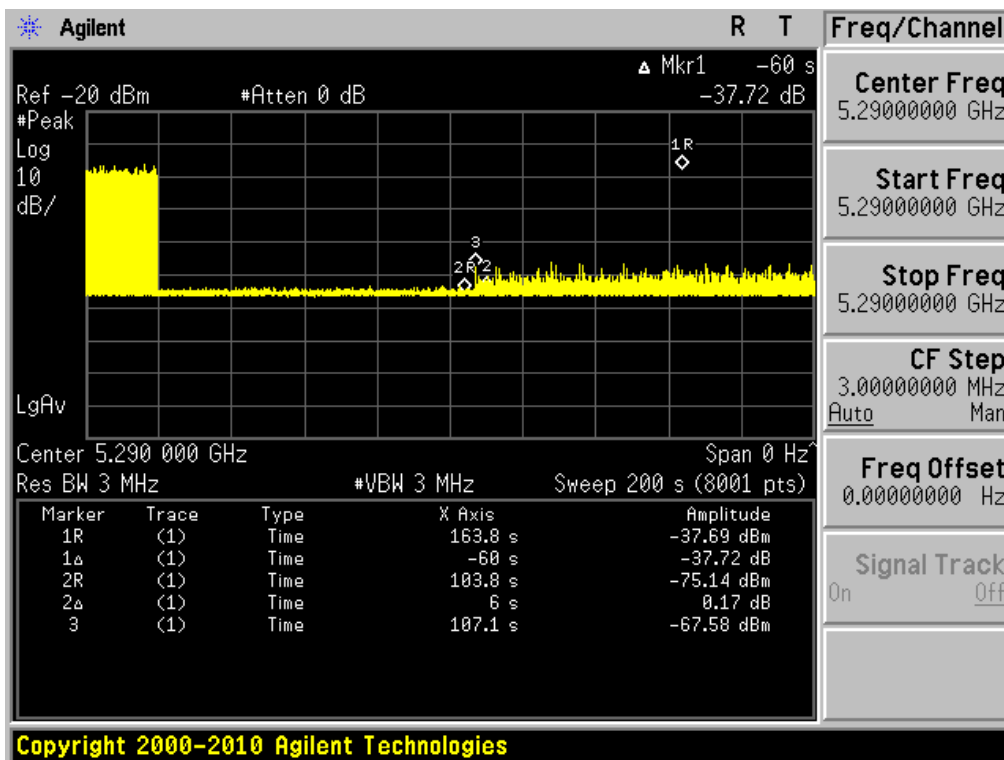 Agilent R T
Δ Mkr1 -60 s
Ref -20 dBm #Atten 0 dB -37.72 dB
#Peak
Log
10
dB/
1R
3
2R 2
LgAv
Center 5.290 000 GHz Span 0 Hz^
Res BW 3 MHz #VBW 3 MHz Sweep 200 s (8001 pts)
Marker Trace Type X Axis Amplitude
1R (1) Time 163.8 s -37.69 dBm
1Δ (1) Time -60 s -37.72 dB
2R (1) Time 103.8 s -75.14 dBm
2Δ (1) Time 6 s 0.17 dB
3 (1) Time 107.1 s -67.58 dBm
Freq/Channel
Center Freq
5.29000000 GHz
Start Freq
5.29000000 GHz
Stop Freq
5.29000000 GHz
CF Step
3.00000000 MHz
Auto Man
Freq Offset
0.00000000 Hz
Signal Track
On Off
Copyright 2000-2010 Agilent Technologies